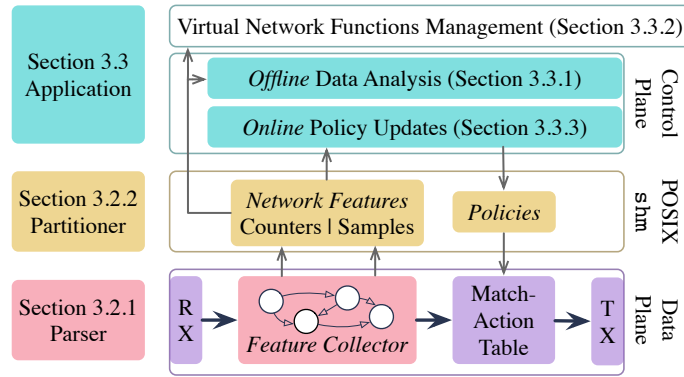 Virtual Network Functions Management (Section 3.3.2)
Section 3.3
Application
Offline Data Analysis (Section 3.3.1)
Online Policy Updates (Section 3.3.3)
Control
Plane
Section 3.2.2
Partitioner
Network Features
Counters | Samples
Policies
POSIX
shm
Section 3.2.1
Parser
R
X
Feature Collector
Match-
Action
Table
T
X
Data
Plane